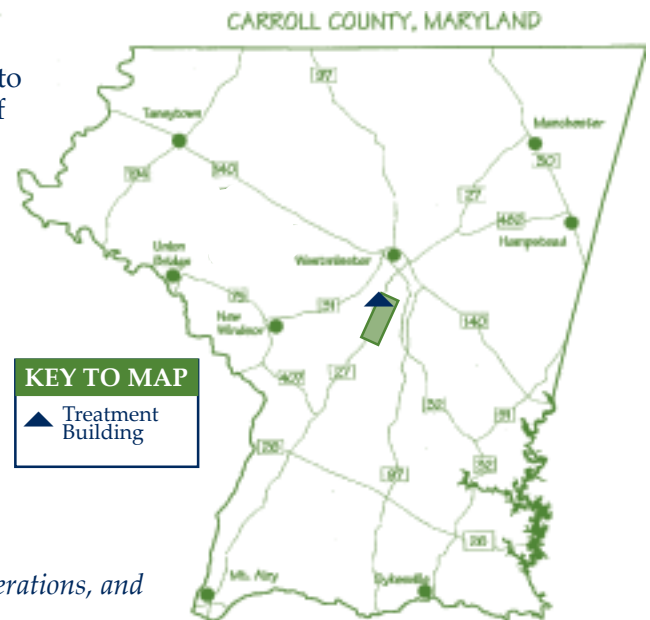 CARROLL COUNTY, MARYLAND
to
f
97
Taneytown
Manchester
30
194
140
27
482
Hampstead
Union
Bridge
Westminster
75
31
New
Windsor
140
KEY TO MAP
Treatment
Building
407
27
32
91
26
97
32
26
Mt. Airy
Sykesville
erations, and